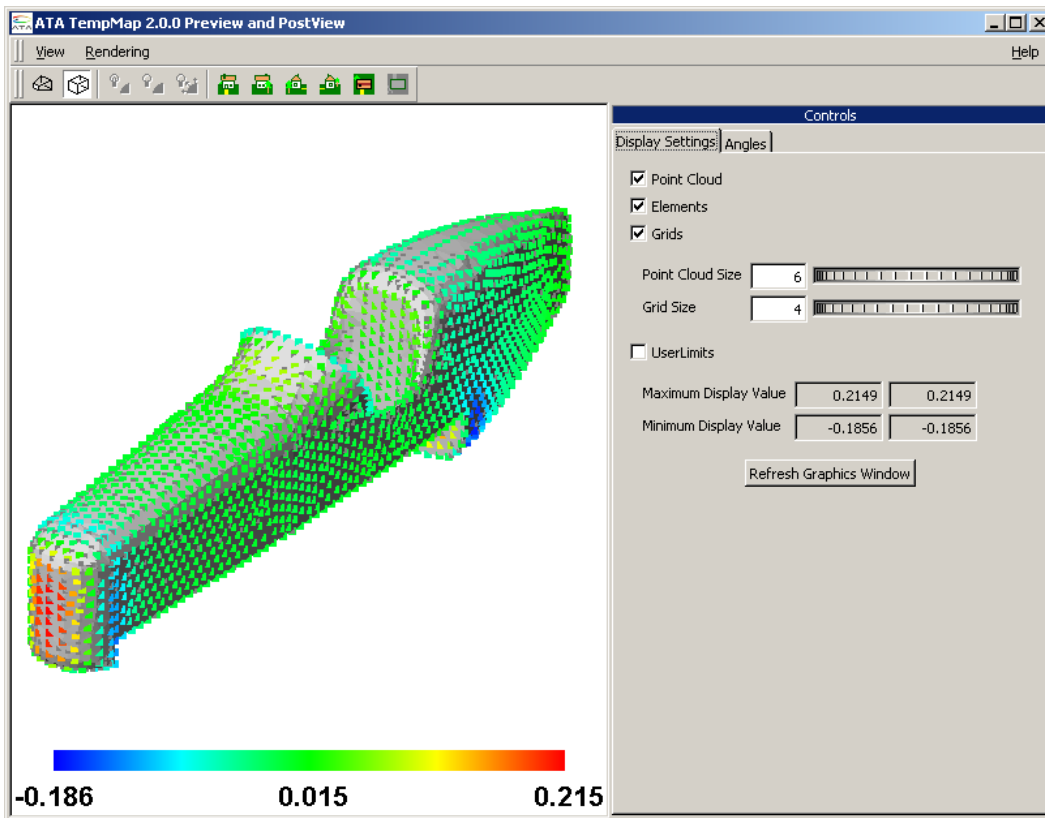 ATA TempMap 2.0.0 Preview and PostView
View Rendering Help
Controls
Display Settings Angles
Point Cloud
Elements
Grids
Point Cloud Size 6
Grid Size 4
UserLimits
Maximum Display Value 0.2149 0.2149
Minimum Display Value -0.1856 -0.1856
Refresh Graphics Window
-0.186 0.015 0.215